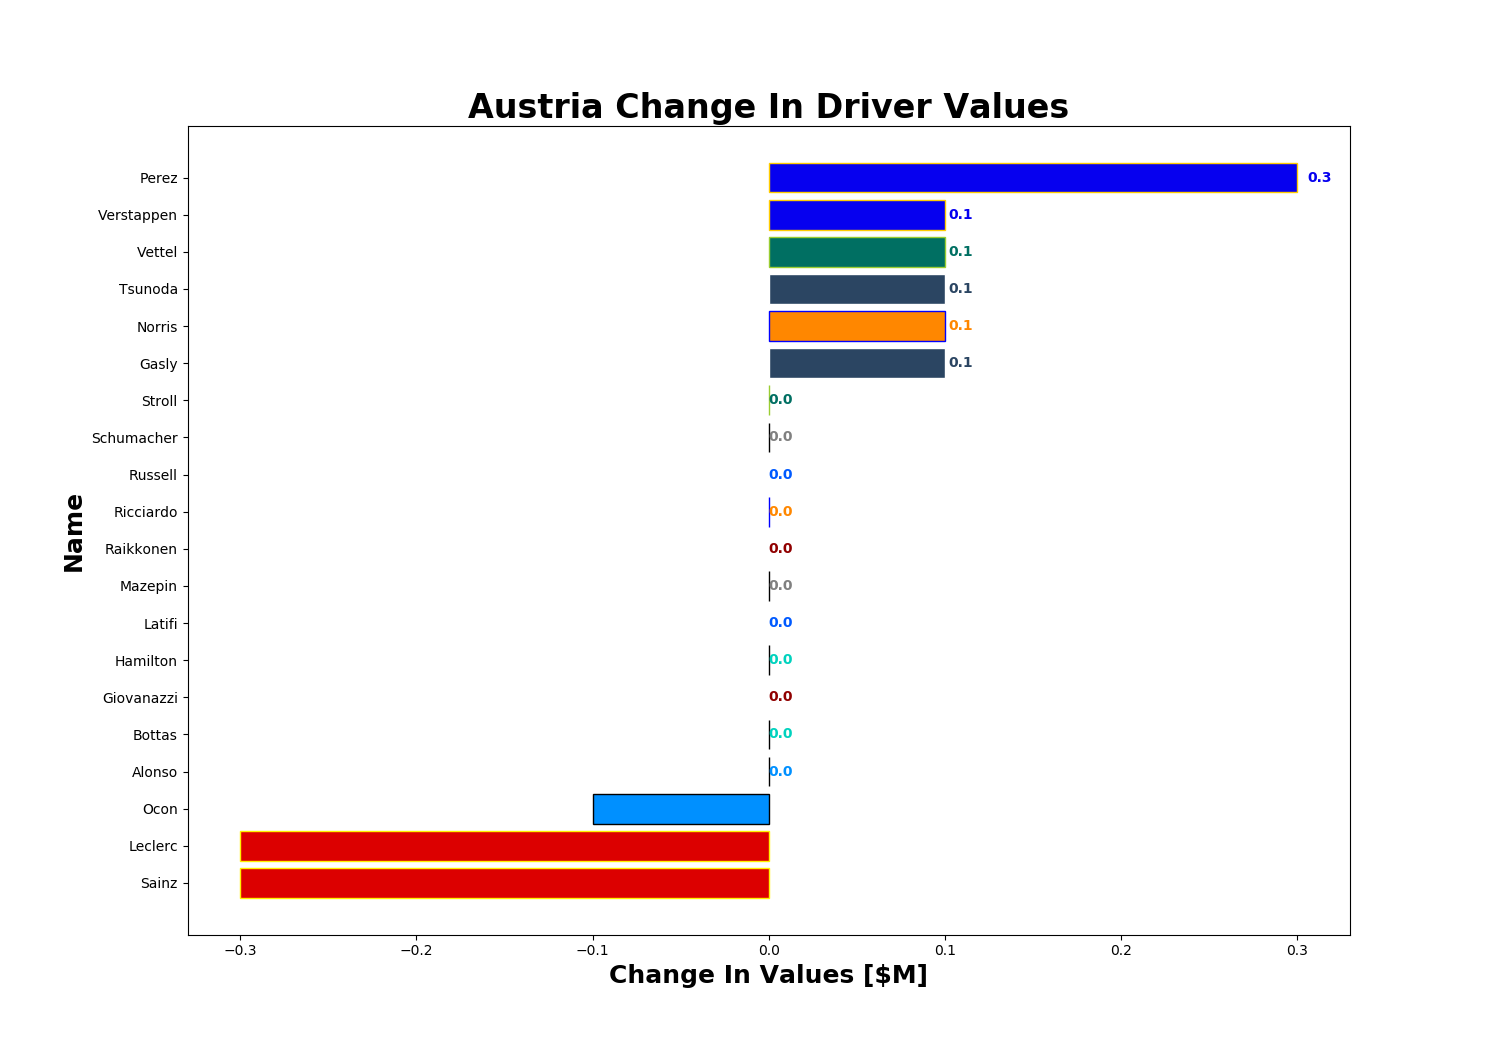 Austria Change In Driver Values
Perez 0.3
Verstappen 0.1
Vettel 0.1
Tsunoda 0.1
Norris 0.1
Gasly 0.1
Stroll 0.0
Schumacher 0.0
Russell 0.0
Ricciardo 0.0
Raikkonen 0.0
Mazepin 0.0
Latifi 0.0
Hamilton 0.0
Giovanazzi 0.0
Bottas 0.0
Alonso 0.0
Ocon
Leclerc
Sainz
Name
−0.3 −0.2 −0.1 0.0 0.1 0.2 0.3
Change In Values [$M]